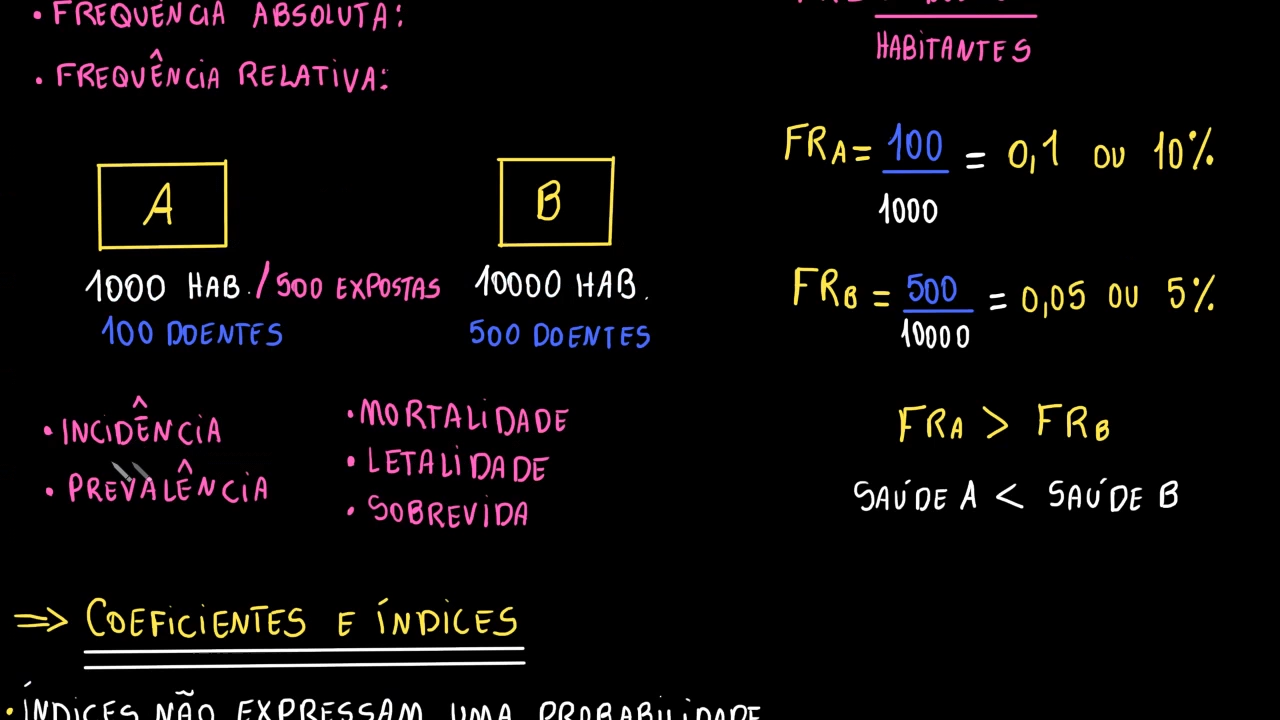 • FREQUÊNCIA ABSOLUTA:
• FREQUÊNCIA RELATIVA:
HABITANTES
A
1000 HAB. / 500 EXPOSTAS
100 DOENTES
B
10000 HAB.
500 DOENTES
FRA = 100/1000 = 0,1 OU 10%
FRB = 500/10000 = 0,05 OU 5%
FRA > FRB
SAÚDE A < SAÚDE B
• INCIDÊNCIA
• PREVALÊNCIA
• MORTALIDADE
• LETALIDADE
• SOBREVIDA
⇒ COEFICIENTES E ÍNDICES
• ÍNDICES NÃO EXPRESSAM UMA PROBABILIDADE